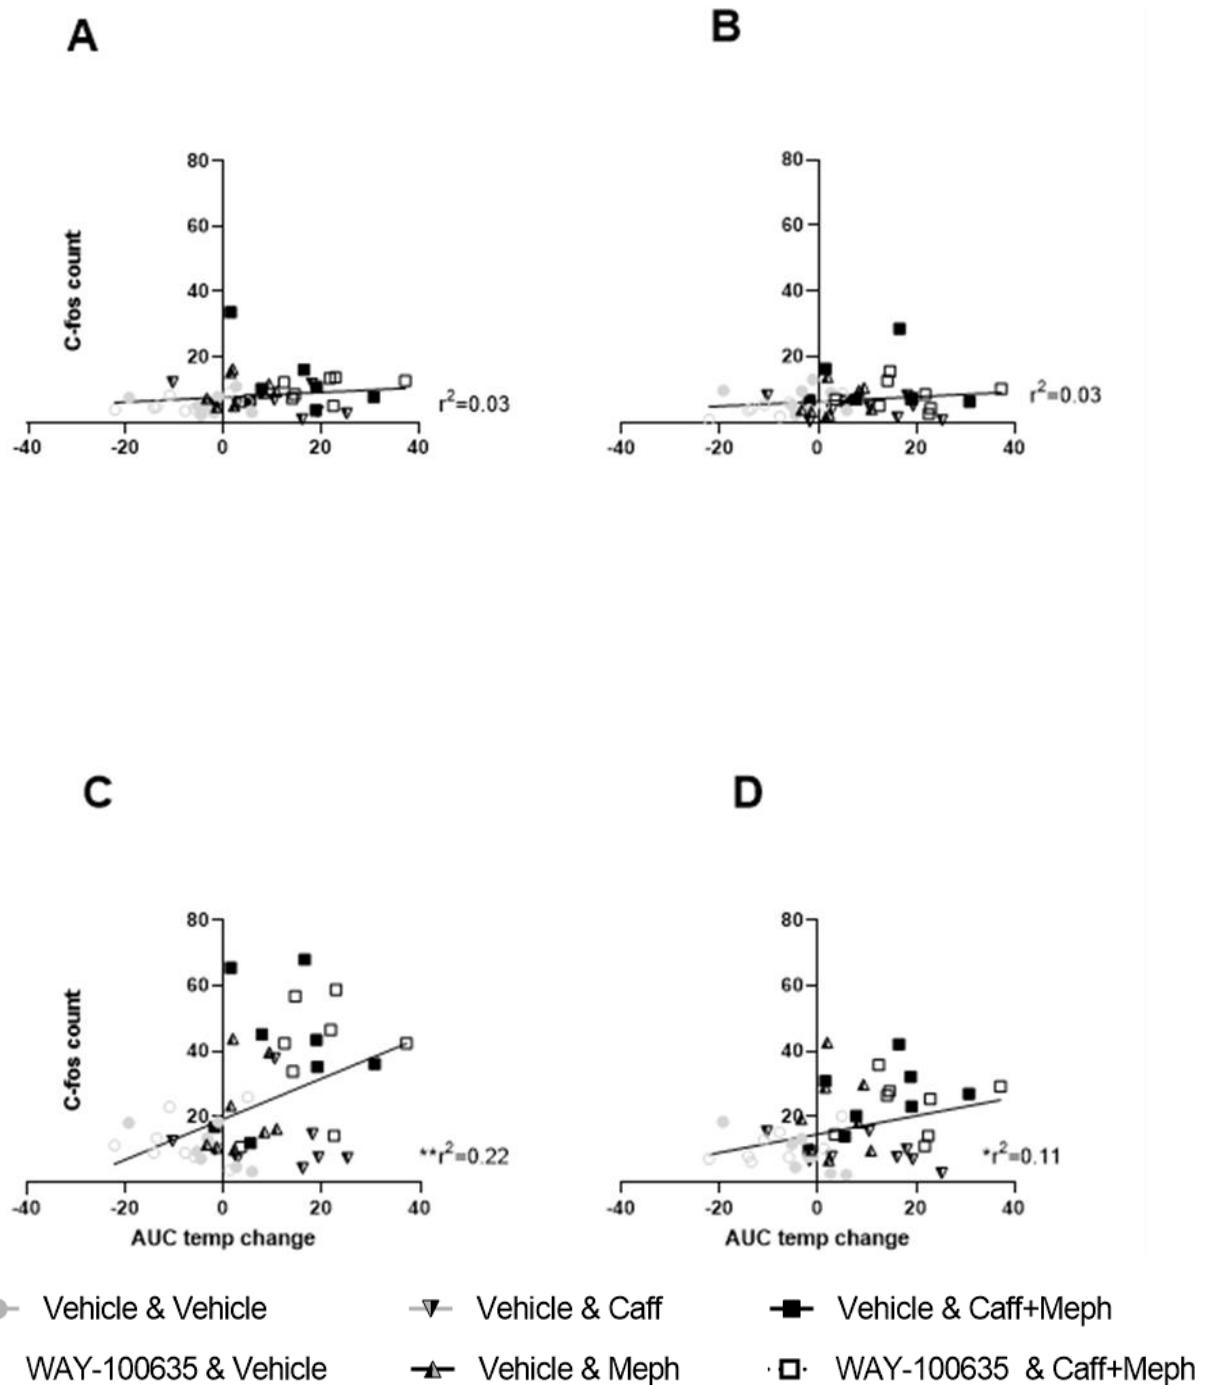 A
B
80
60
40
20
-40 -20 0 20 40
C-fos count
r2=0.03
80
60
40
20
-40 -20 0 20 40
r2=0.03
C
D
80
60
40
20
-40 -20 0 20 40
C-fos count
AUC temp change
**r2=0.22
80
60
40
20
-40 -20 0 20 40
AUC temp change
*r2=0.11
Vehicle & Vehicle
Vehicle & Caff
Vehicle & Caff+Meph
WAY-100635 & Vehicle
Vehicle & Meph
WAY-100635 & Caff+Meph